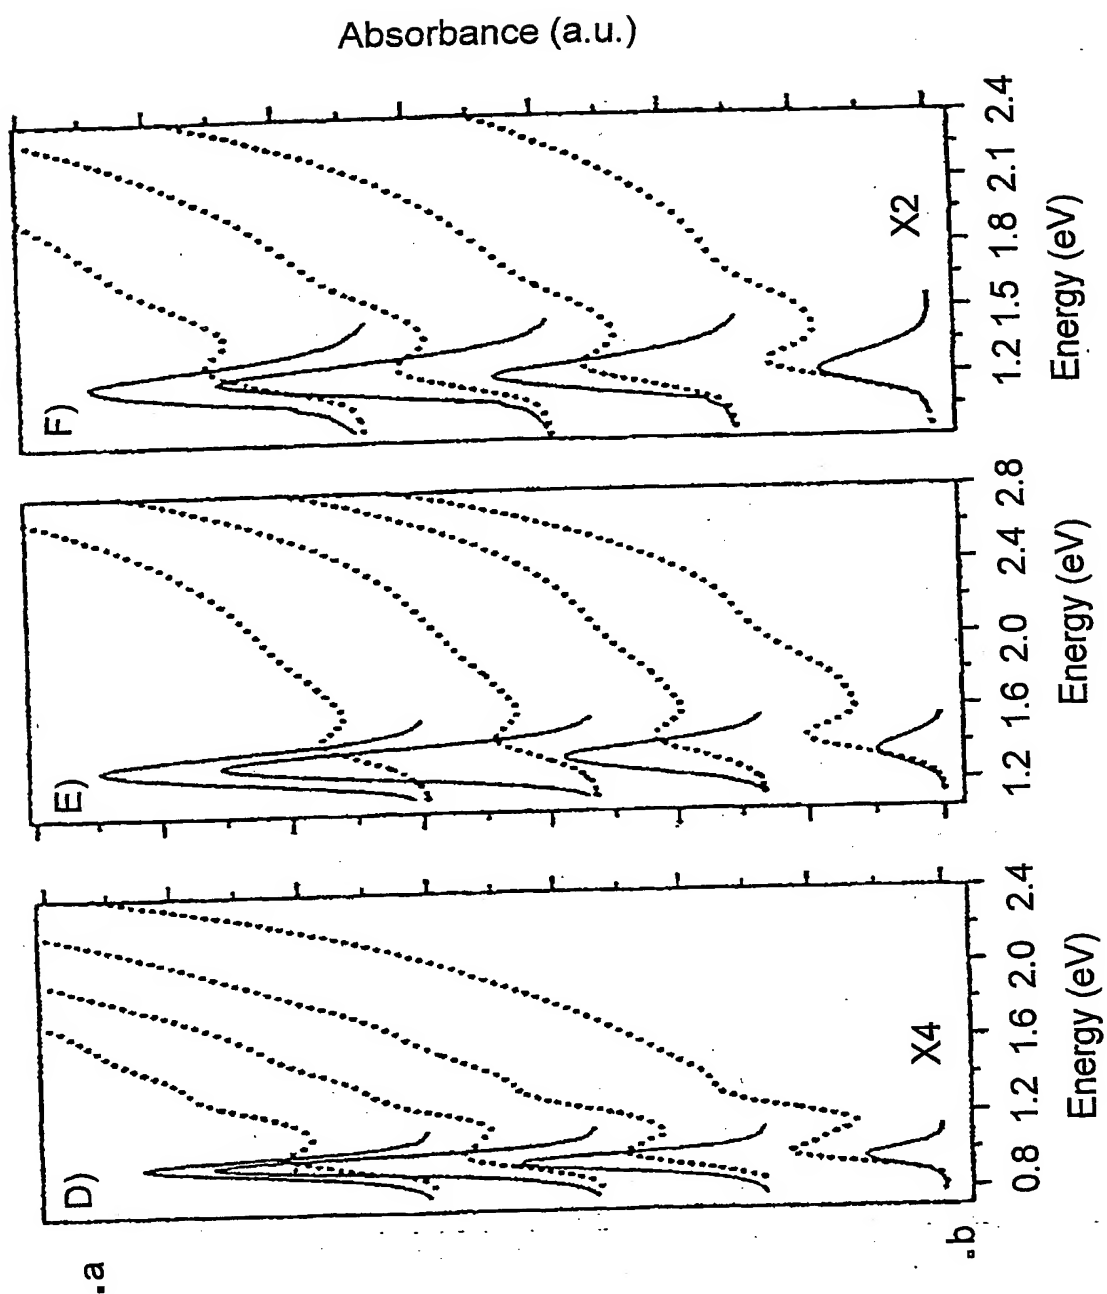 Absorbance (a.u.)
F)
X2
1.2 1.5 1.8 2.1 2.4
Energy (eV)
E)
1.2 1.6 2.0 2.4 2.8
Energy (eV)
D)
X4
0.8 1.2 1.6 2.0 2.4
Energy (eV)
.a
.b